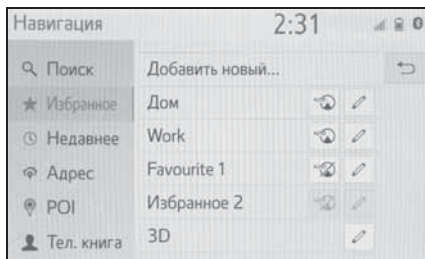 Навигация 2:31
Поиск
Избранное
Недавнее
Адрес
POI
Тел. книга
Добавить новый...
Дом
Work
Favourite 1
Избранное 2
3D